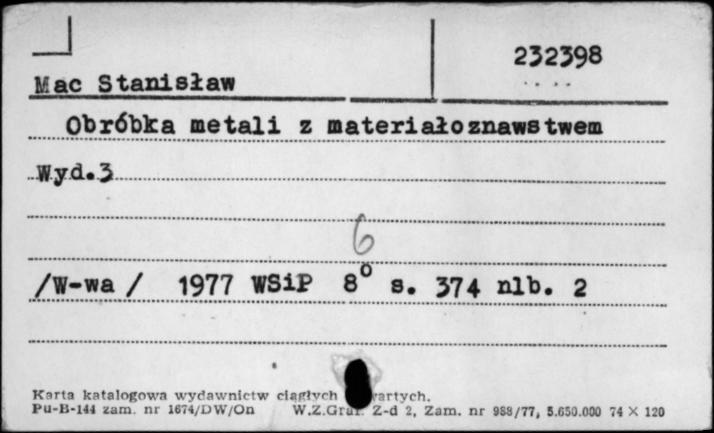 232398
Mac Stanisław
Obróbka metali z materiałoznawstwem
Wyd.3
6
/W-wa/ 1977 WSiP 8° s. 374 nlb. 2
Karta katalogowa wydawnictw ciągłych
Pu-B-144 zam. nr 1674/DW/On W.Z.Graf. Z-d 2, Zam. nr 988/77, 5.650.000 74 X 120